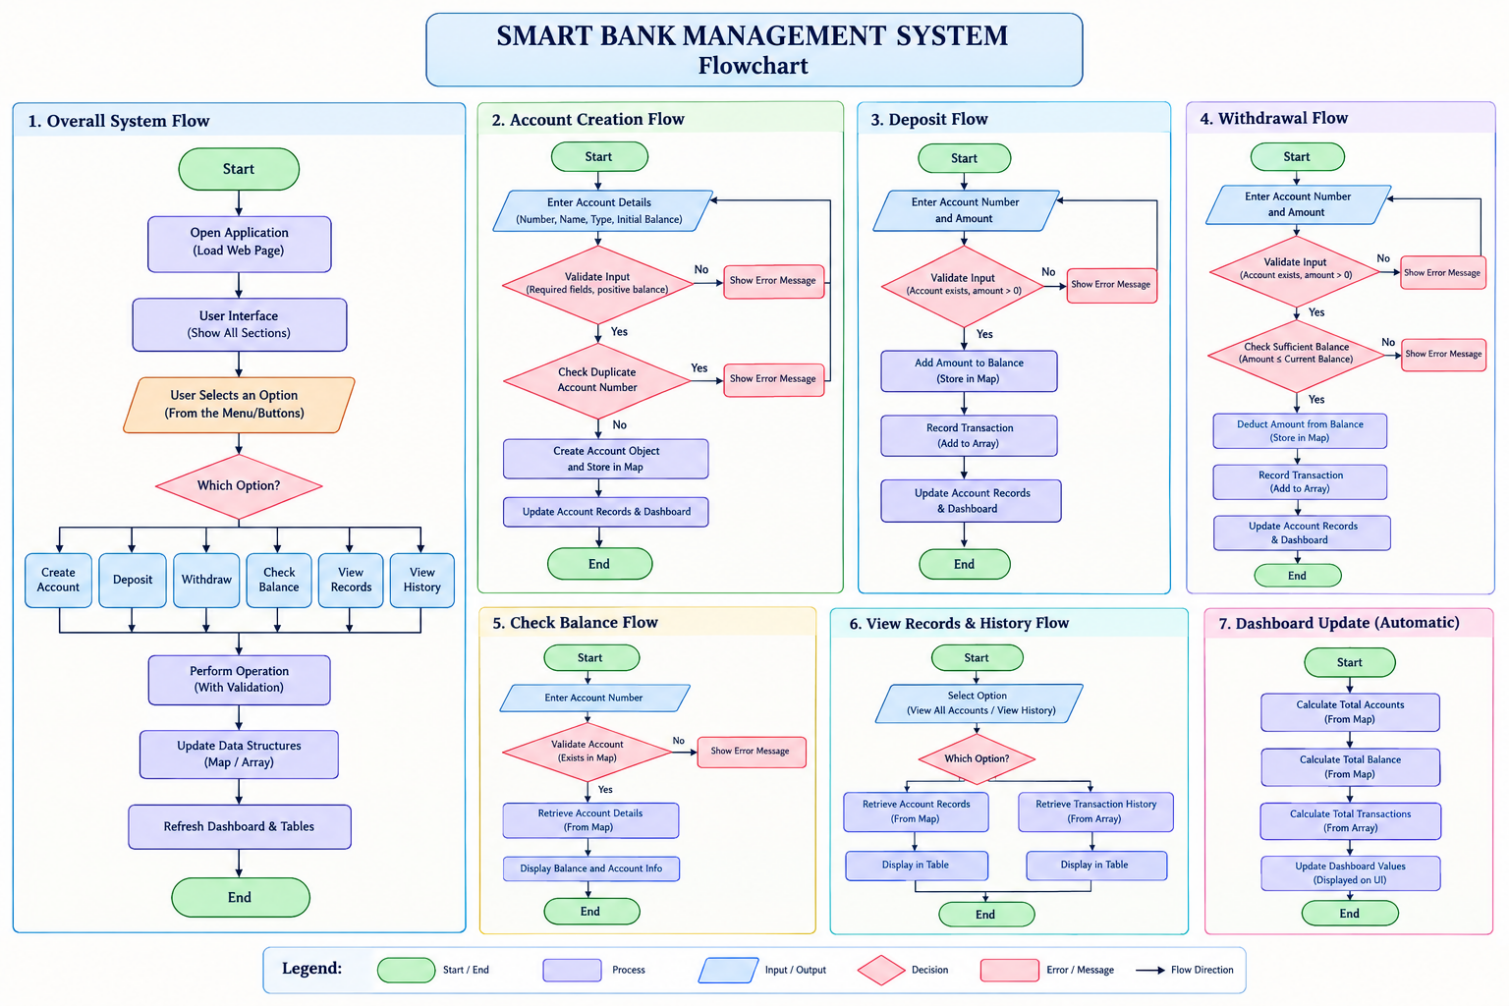 SMART BANK MANAGEMENT SYSTEM
Flowchart
1. Overall System Flow
Start
Open Application
(Load Web Page)
User Interface
(Show All Sections)
User Selects an Option
(From the Menu/Buttons)
Which Option?
Create
Account
Deposit
Withdraw
Check
Balance
View
Records
View
History
Perform Operation
(With Validation)
Update Data Structures
(Map / Array)
Refresh Dashboard & Tables
End
2. Account Creation Flow
Start
Enter Account Details
(Number, Name, Type, Initial Balance)
Validate Input
(Required fields, positive balance)
No
Show Error Message
Yes
Check Duplicate
Account Number
Yes
Show Error Message
No
Create Account Object
and Store in Map
Update Account Records & Dashboard
End
3. Deposit Flow
Start
Enter Account Number
and Amount
Validate Input
(Account exists, amount > 0)
No
Show Error Message
Yes
Add Amount to Balance
(Store in Map)
Record Transaction
(Add to Array)
Update Account Records
& Dashboard
End
4. Withdrawal Flow
Start
Enter Account Number
and Amount
Validate Input
(Account exists, amount > 0)
No
Show Error Message
Yes
Check Sufficient Balance
(Amount ≤ Current Balance)
No
Show Error Message
Yes
Deduct Amount from Balance
(Store in Map)
Record Transaction
(Add to Array)
Update Account Records
& Dashboard
End
5. Check Balance Flow
Start
Enter Account Number
Validate Account
(Exists in Map)
No
Show Error Message
Yes
Retrieve Account Details
(From Map)
Display Balance and Account Info
End
6. View Records & History Flow
Start
Select Option
(View All Accounts / View History)
Which Option?
Retrieve Account Records
(From Map)
Retrieve Transaction History
(From Array)
Display in Table
Display in Table
End
7. Dashboard Update (Automatic)
Start
Calculate Total Accounts
(From Map)
Calculate Total Balance
(From Map)
Calculate Total Transactions
(From Array)
Update Dashboard Values
(Displayed on UI)
End
Legend:
Start / End
Process
Input / Output
Decision
Error / Message
Flow Direction